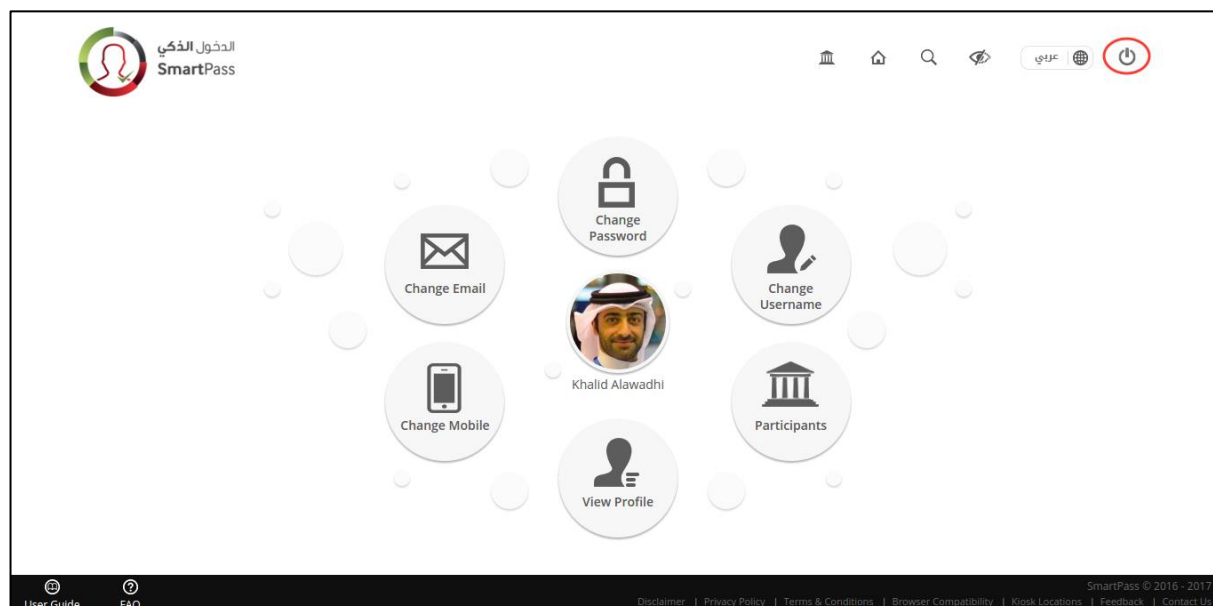 الدخول الذكي
SmartPass
عربي
Change
Password
Change Email
Change
Username
Khalid Alawadhi
Change Mobile
Participants
View Profile
User Guide
FAQ
SmartPass © 2016 - 2017
Disclaimer | Privacy Policy | Terms & Conditions | Browser Compatibility | Kiosk Locations | Feedback | Contact Us